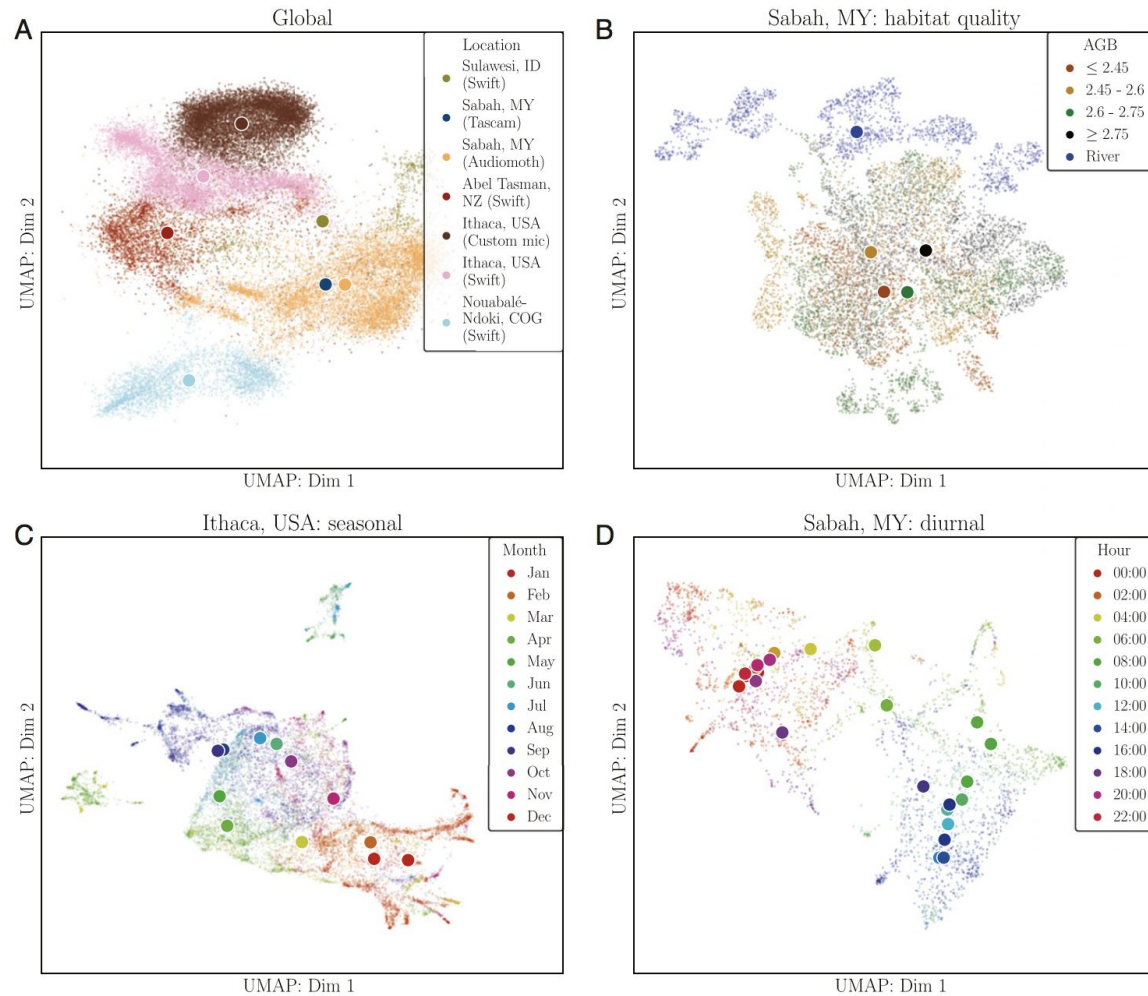 A
Global
Location
Sulawesi, ID
(Swift)
Sabah, MY
(Tascam)
Sabah, MY
(Audiomoth)
Abel Tasman,
NZ (Swift)
Ithaca, USA
(Custom mic)
Ithaca, USA
(Swift)
Nouabalé-
Ndoki, COG
(Swift)
UMAP: Dim 2
UMAP: Dim 1
B
Sabah, MY: habitat quality
AGB
≤ 2.45
2.45 - 2.6
2.6 - 2.75
≥ 2.75
River
UMAP: Dim 2
UMAP: Dim 1
C
Ithaca, USA: seasonal
Month
Jan
Feb
Mar
Apr
May
Jun
Jul
Aug
Sep
Oct
Nov
Dec
UMAP: Dim 2
UMAP: Dim 1
D
Sabah, MY: diurnal
Hour
00:00
02:00
04:00
06:00
08:00
10:00
12:00
14:00
16:00
18:00
20:00
22:00
UMAP: Dim 2
UMAP: Dim 1